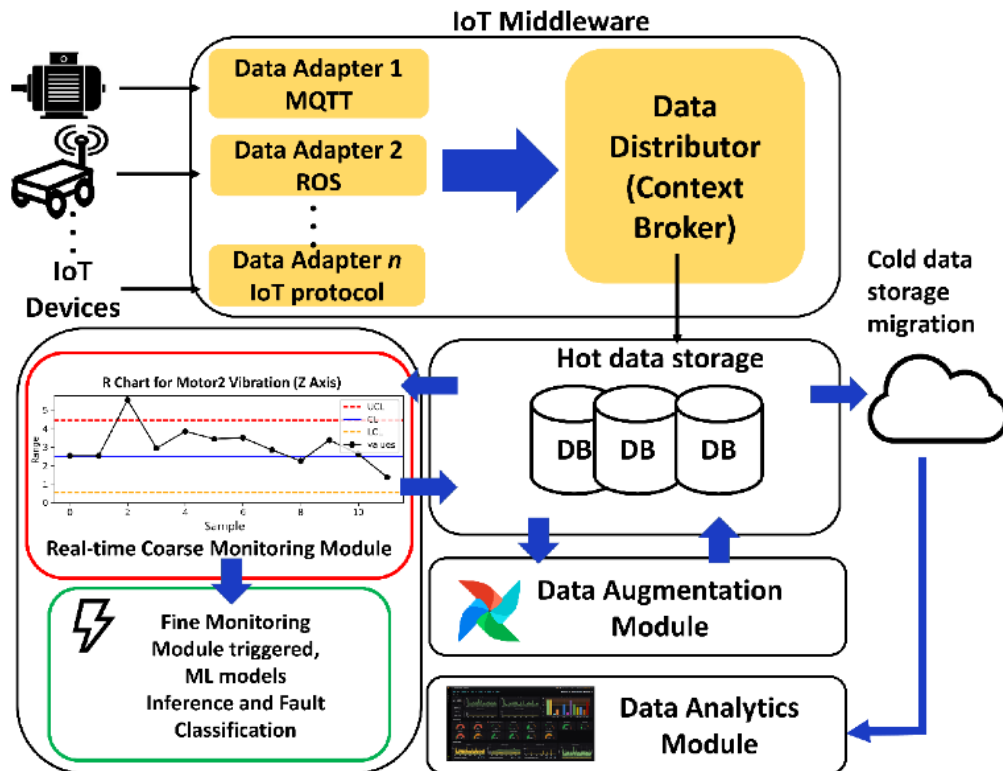 IoT Middleware
Data Adapter 1
MQTT
Data Adapter 2
ROS
Data Adapter n
IoT protocol
Data
Distributor
(Context
Broker)
IoT
Devices
Cold data
storage
migration
Hot data storage
DB
DB
DB
R Chart for Motor2 Vibration (Z Axis)
UCL
CL
LCL
values
Range
5
4
3
2
1
0
0
2
4
6
8
10
Sample
Real-time Coarse Monitoring Module
Fine Monitoring
Module triggered,
ML models
Inference and Fault
Classification
Data Augmentation
Module
Data Analytics
Module